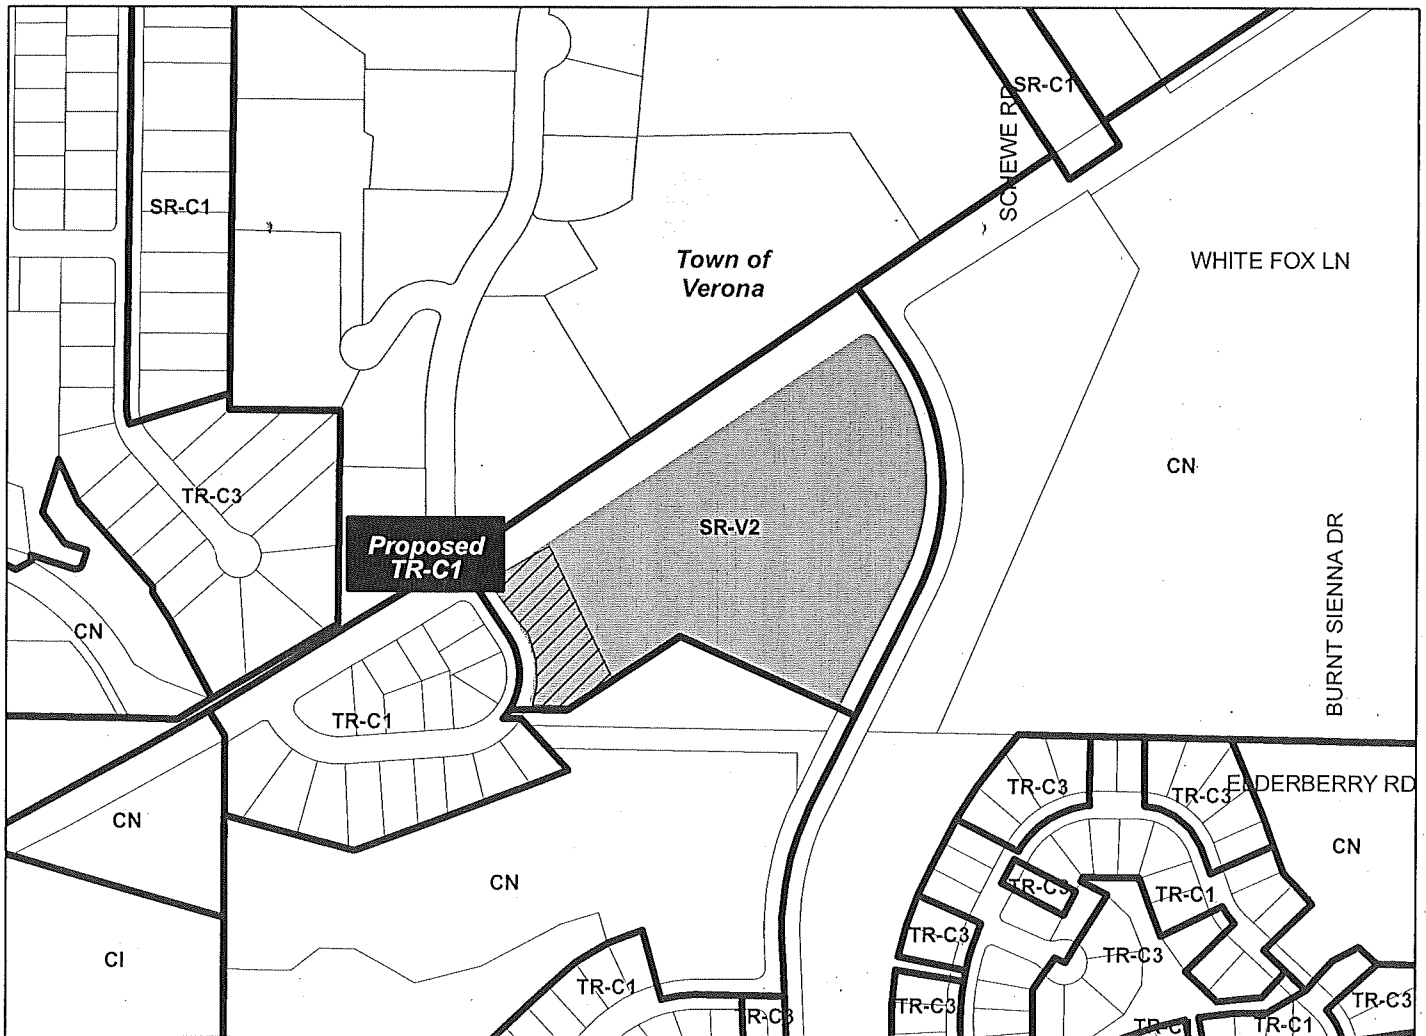 SR-C1
SCHEWE RD
SR-C1
Town of
Verona
WHITE FOX LN
CN
TR-C3
SR-V2
Proposed
TR-C1
BURNT SIENNA DR
CN
TR-C1
TR-C3
TR-C3
ELDERBERRY RD
CN
CN
CN
TR-C3
TR-C1
TR-C3
TR-C3
CI
TR-C1
TR-C3
TR-C3
R-C3
TR-C
TR-C1